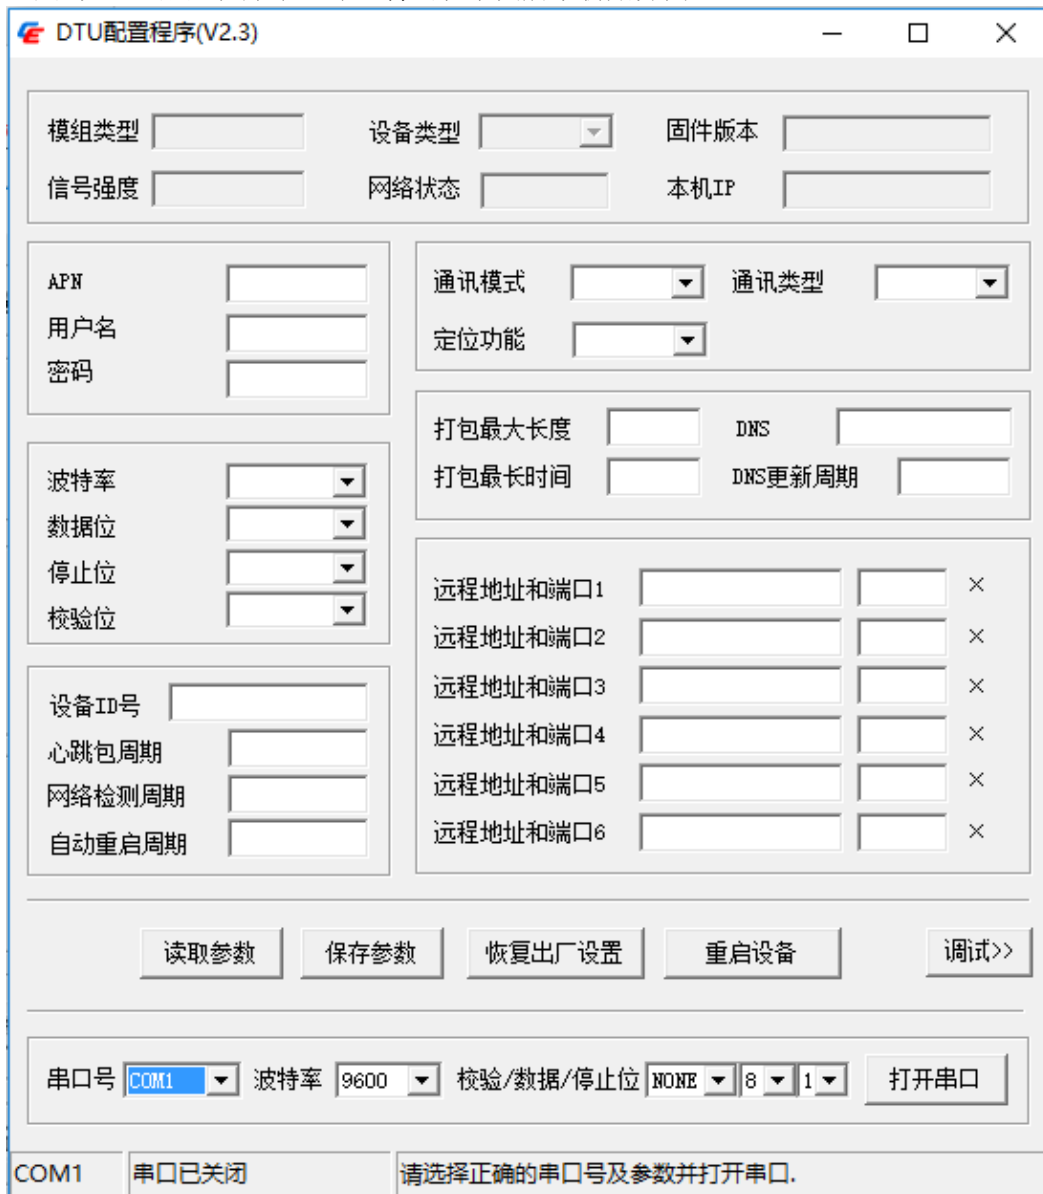 DTU配置程序(V2.3)
模组类型 设备类型 固件版本
信号强度 网络状态 本机IP
APN
用户名
密码
通讯模式 通讯类型
定位功能
打包最大长度 DNS
打包最长时间 DNS更新周期
波特率
数据位
停止位
校验位
远程地址和端口1 ×
远程地址和端口2 ×
远程地址和端口3 ×
远程地址和端口4 ×
远程地址和端口5 ×
远程地址和端口6 ×
设备ID号
心跳包周期
网络检测周期
自动重启周期
读取参数 保存参数 恢复出厂设置 重启设备 调试>>
串口号 COM1 波特率 9600 校验/数据/停止位 NONE 8 1 打开串口
COM1 串口已关闭 请选择正确的串口号及参数并打开串口.